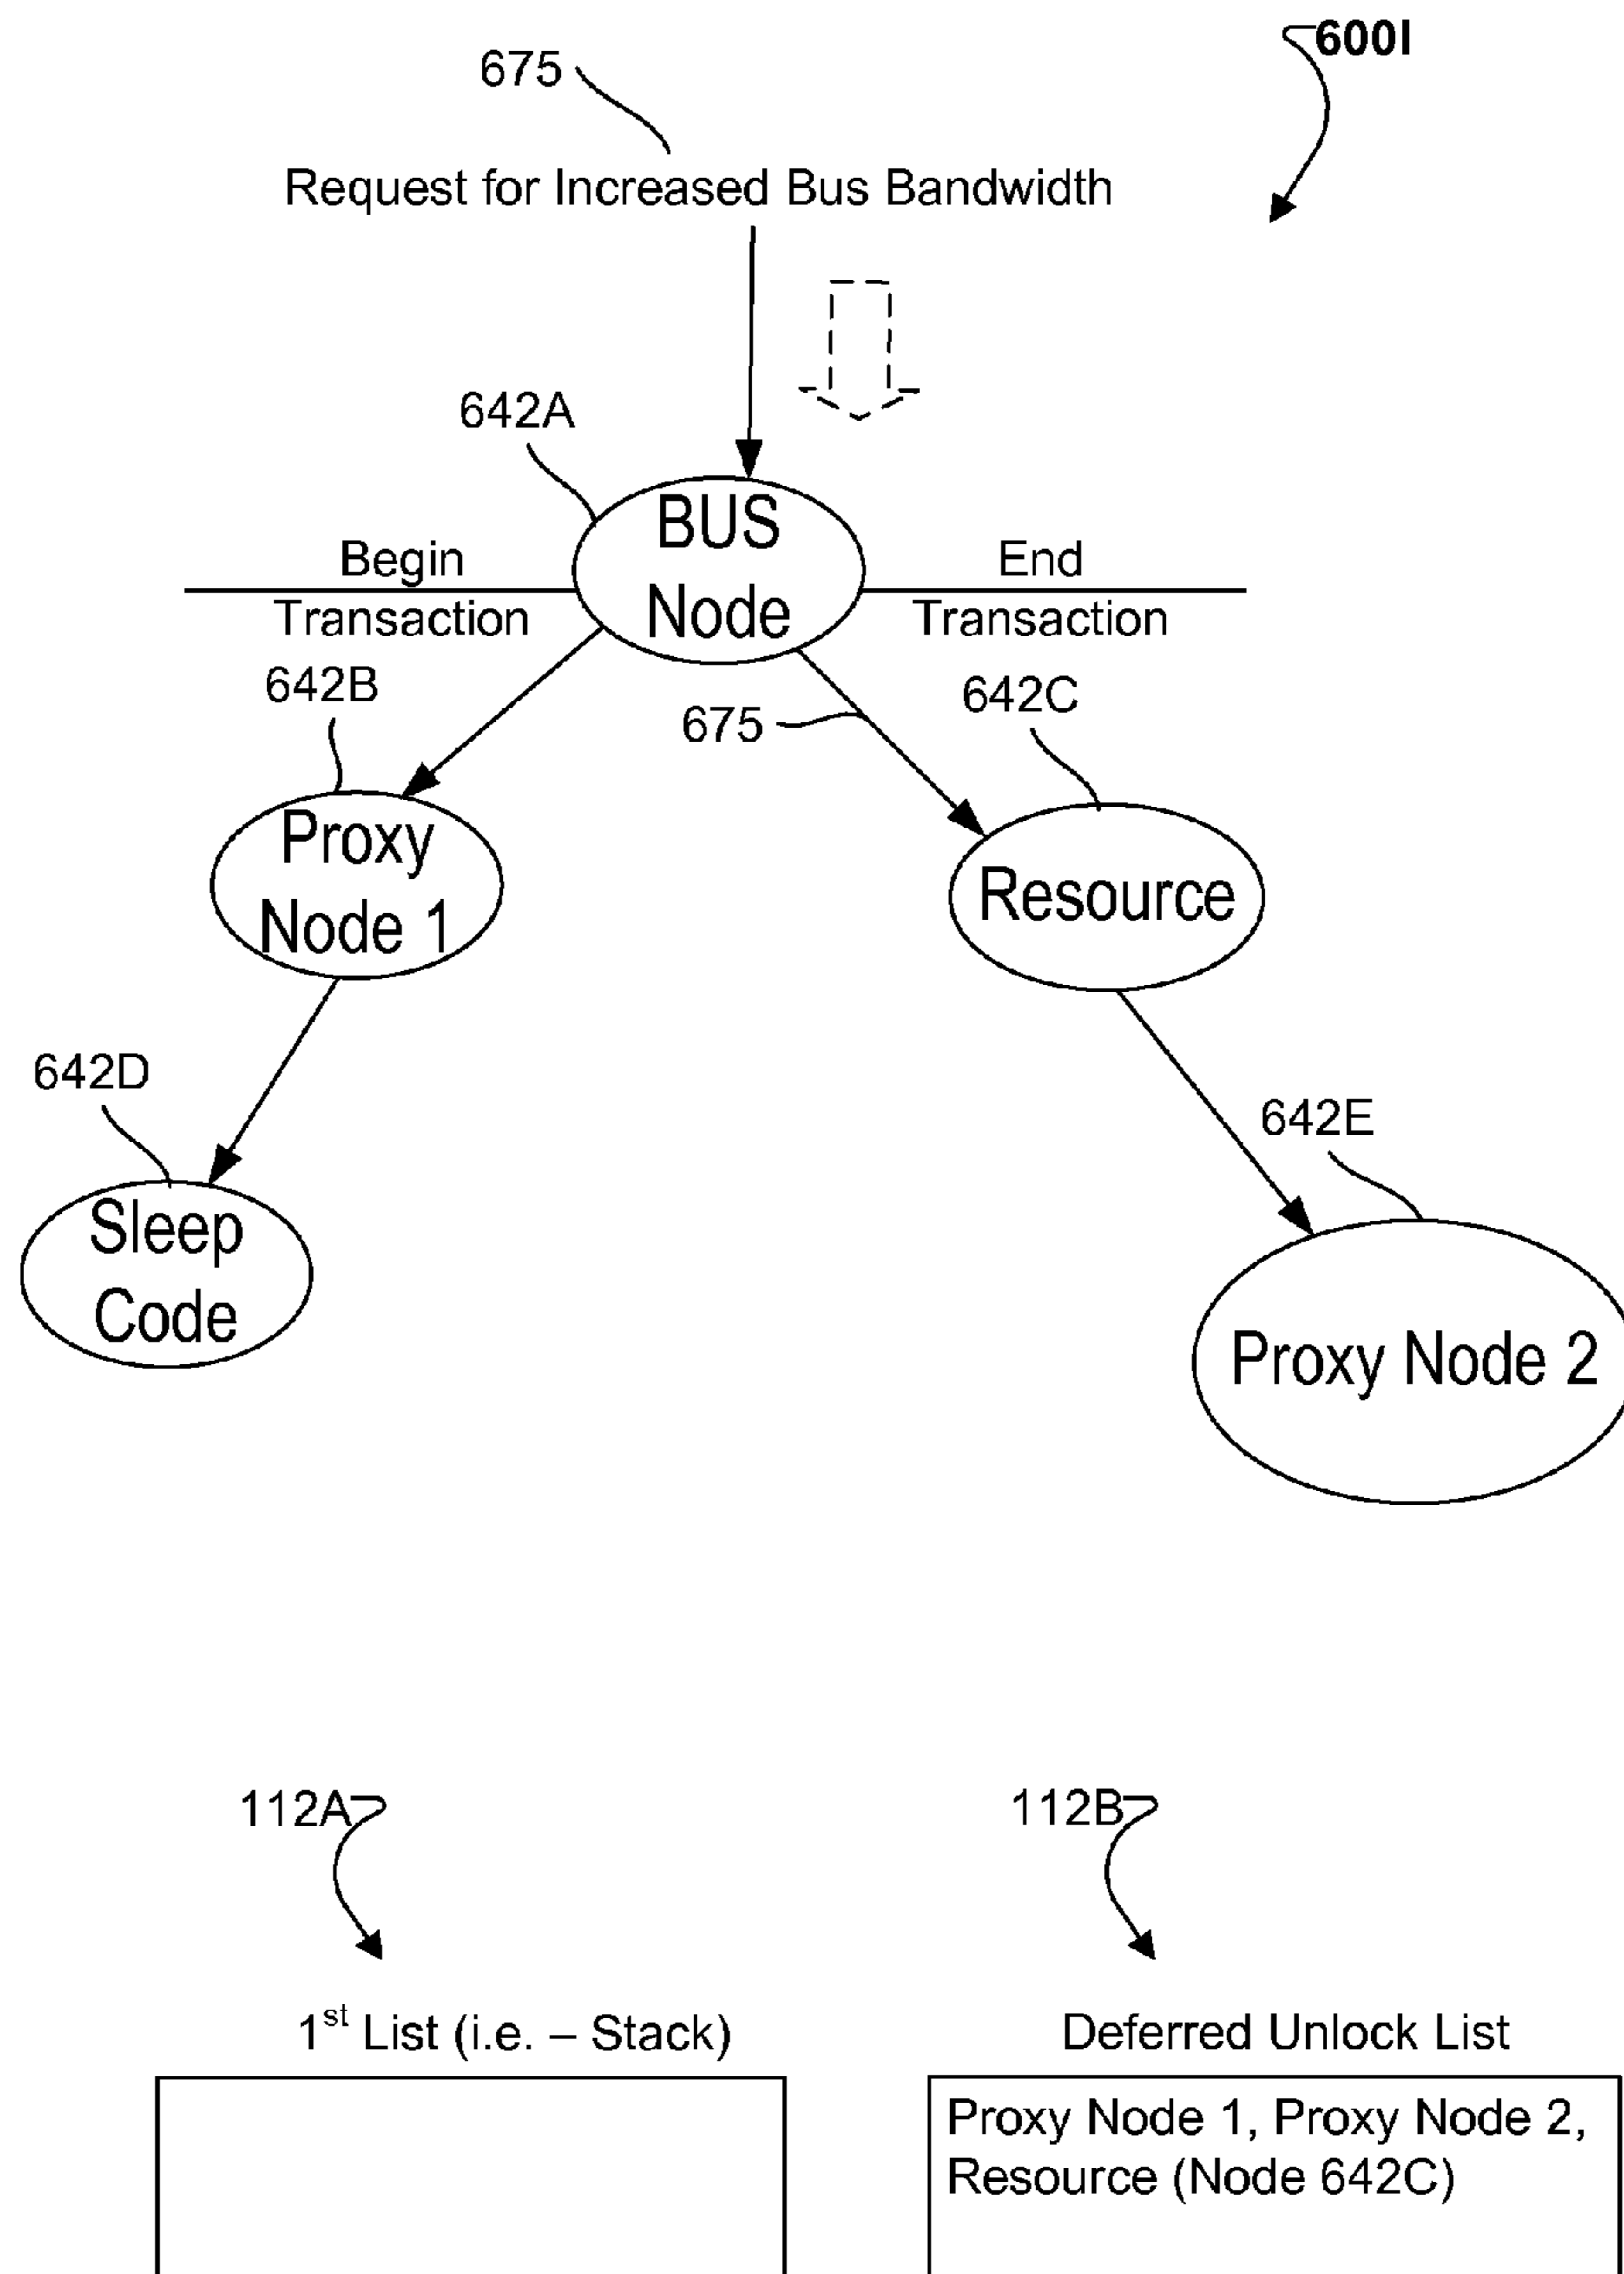 600I
675
Request for Increased Bus Bandwidth
642A
BUS
Node
Begin
Transaction
End
Transaction
642B
675
642C
Proxy
Node 1
Resource
642D
642E
Sleep
Code
Proxy Node 2
112A
112B
1st List (i.e. – Stack)
Deferred Unlock List
Proxy Node 1, Proxy Node 2,
Resource (Node 642C)